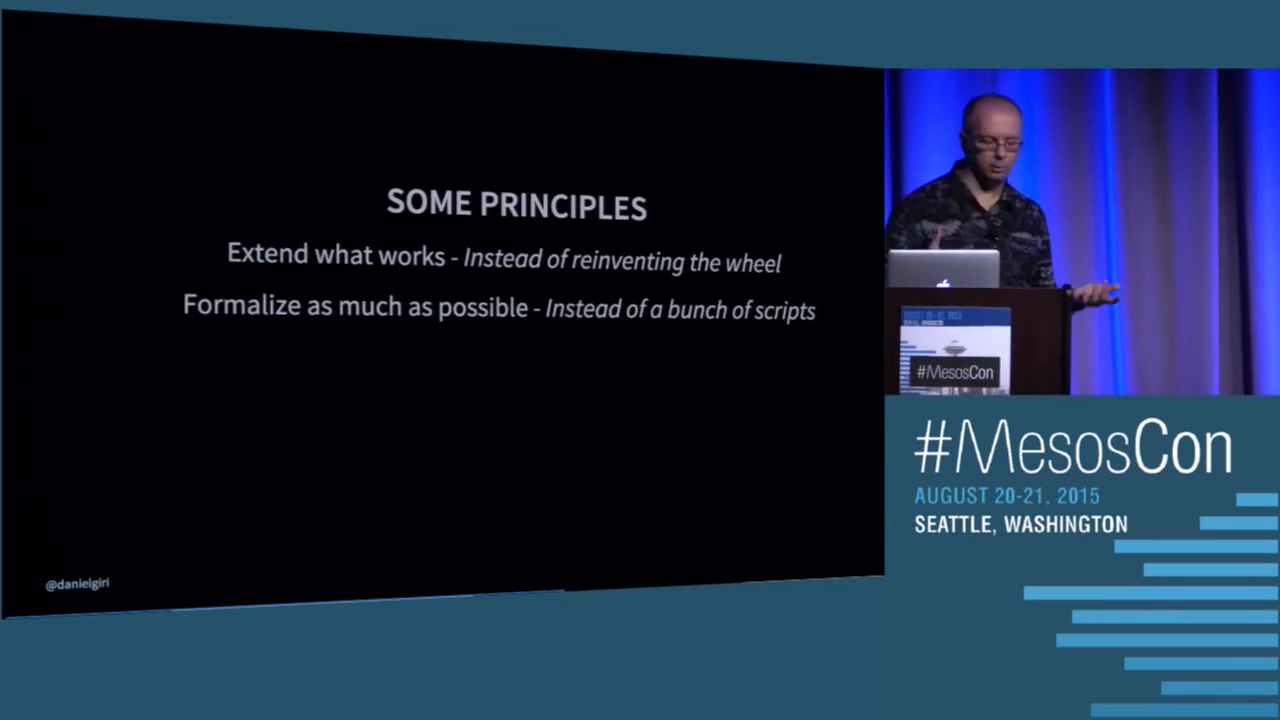 SOME PRINCIPLES
Extend what works - Instead of reinventing the wheel
Formalize as much as possible - Instead of a bunch of scripts
@danielgiri
#MesosCon
#MesosCon
AUGUST 20-21, 2015
SEATTLE, WASHINGTON